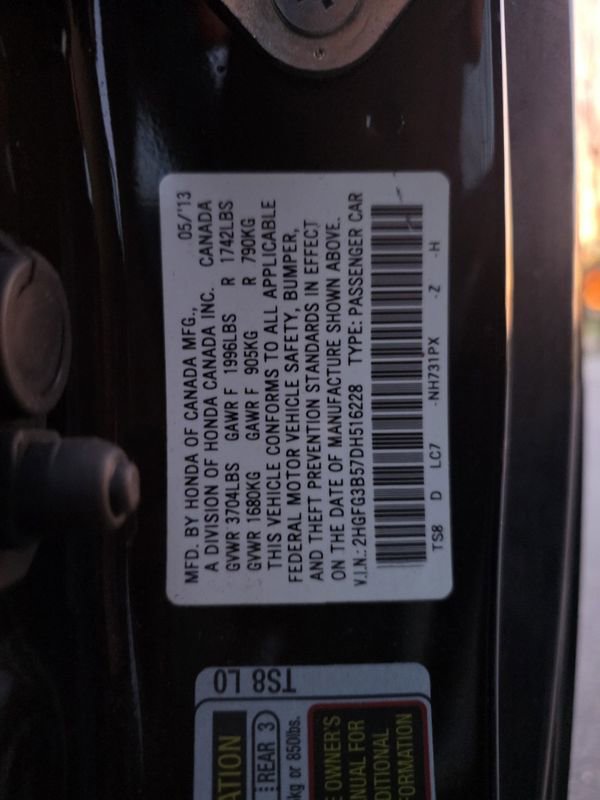 MFD. BY HONDA OF CANADA MFG., 05/'13
A DIVISION OF HONDA CANADA INC. CANADA
GVWR 3704LBS GAWR F 1996LBS R 1742LBS
GVWR 1680KG GAWR F 905KG R 790KG
THIS VEHICLE CONFORMS TO ALL APPLICABLE
FEDERAL MOTOR VEHICLE SAFETY, BUMPER,
AND THEFT PREVENTION STANDARDS IN EFFECT
ON THE DATE OF MANUFACTURE SHOWN ABOVE.
V.I.N.: 2HGFG3B57DH516228 TYPE: PASSENGER CAR
TS8 D LC7 -NH731PX -Z -H
TS8 L0
ATION
REAR 3
kg or 850lbs.
E OWNER'S
NUAL FOR
DITIONAL
FORMATION